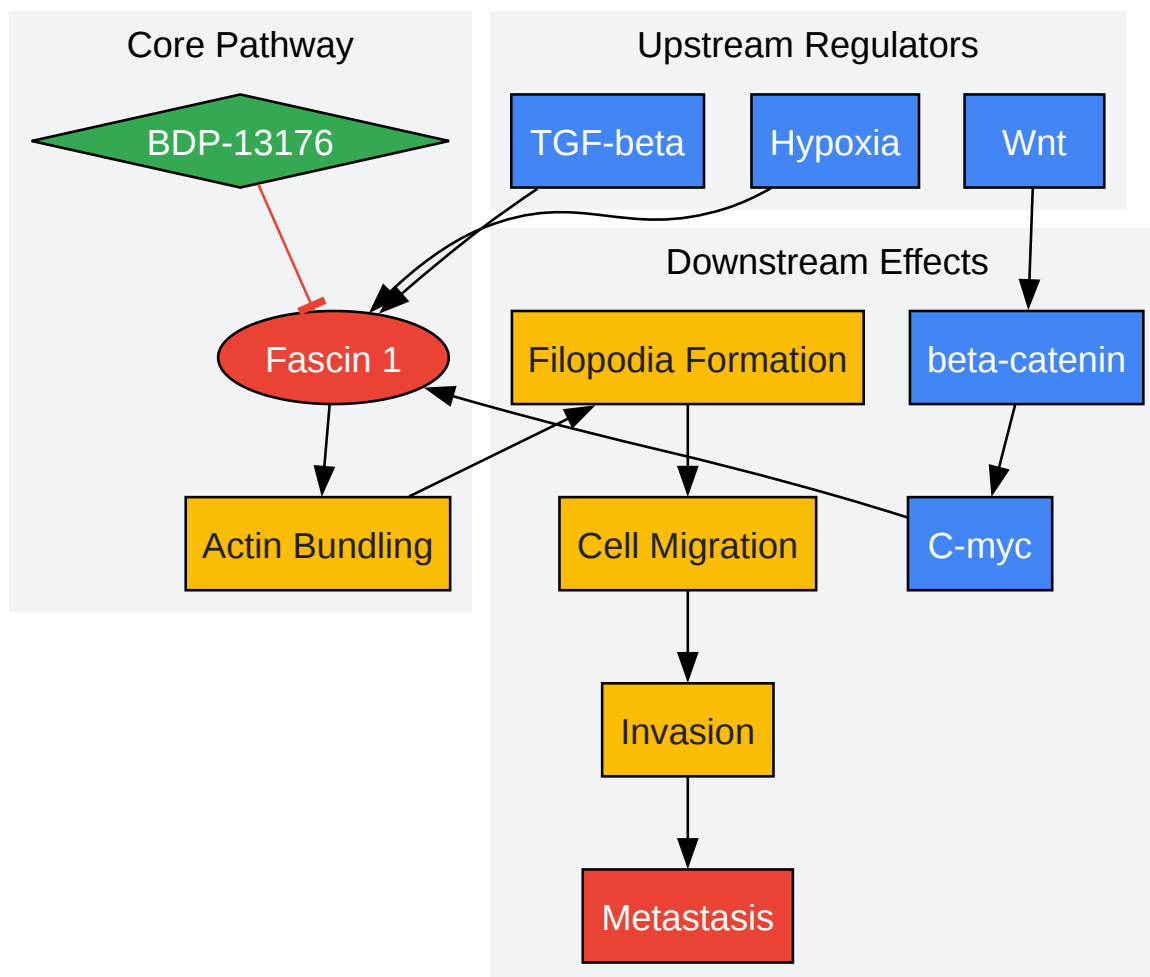 Core Pathway
Upstream Regulators
BDP-13176
TGF-beta
Hypoxia
Wnt
Downstream Effects
Fascin 1
Filopodia Formation
beta-catenin
Actin Bundling
Cell Migration
C-myc
Invasion
Metastasis